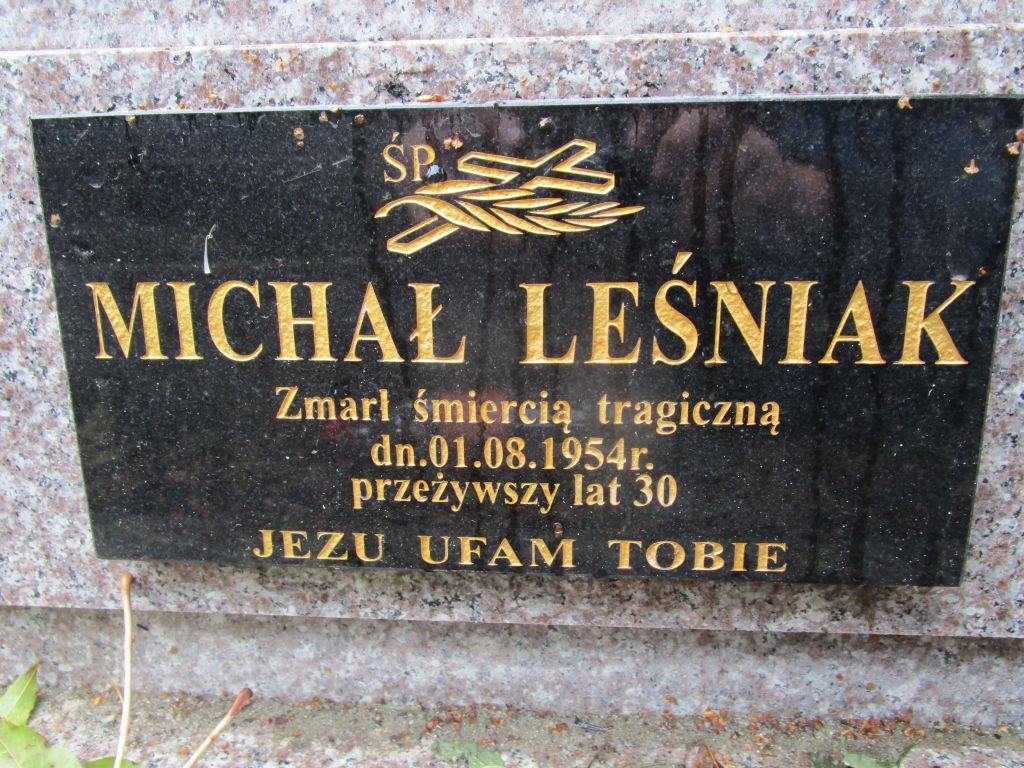 ŚP.
MICHAŁ LEŚNIAK
Zmarł śmiercią tragiczną
dn.01.08.1954r.
przeżywszy lat 30
JEZU UFAM TOBIE